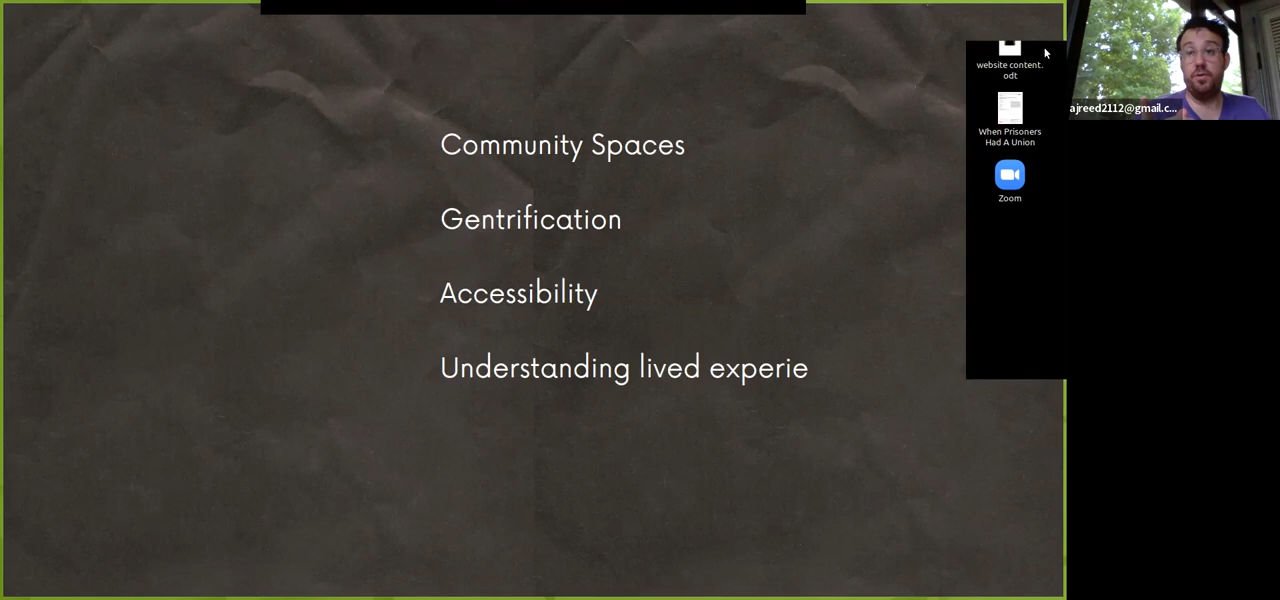 Community Spaces
Gentrification
Accessibility
Understanding lived experie
website content.
odt
When Prisoners
Had A Union
Zoom
ajreed2112@gmail.c...